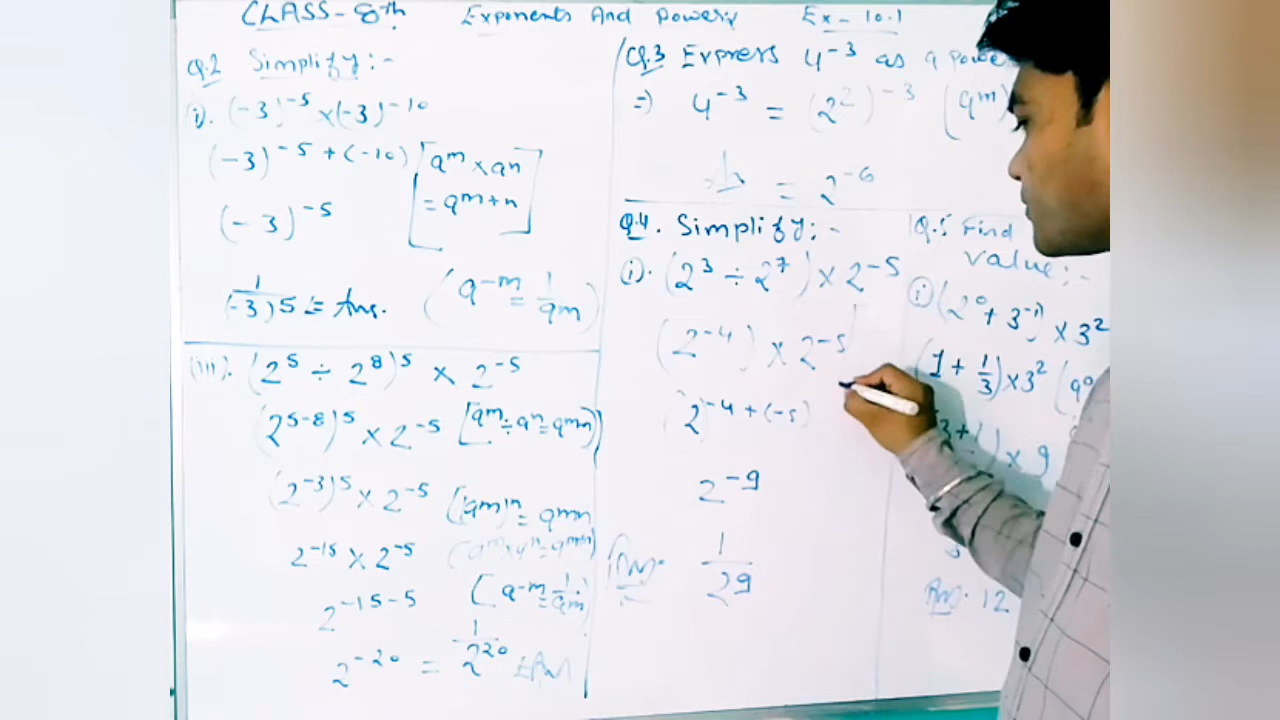 CLASS - 8th Exponents And Powers Ex - 10.1
Q.2 Simplify :-
i). (-3)^-5 × (-3)^-10
(-3)^-5 + (-10) [a^m × a^n
= a^m+n]
(-3)^-5
1/(-3)^5 = Ans. (a^-m = 1/a^m)
(iii). (2^5 ÷ 2^8)^5 × 2^-5
(2^5-8)^5 × 2^-5 [a^m ÷ a^n = a^mn]
(2^-3)^5 × 2^-5 [(a^m)^n = a^mn
2^-15 × 2^-5 (a^m × a^n = a^mn)
2^-15-5 [a^-m = 1/a^m)
2^-20 = 1/2^20 Ans
Q.3 Express 4^-3 as a power
=> 4^-3 = (2^2)^-3 (a^m)
= 2^-6
Q.4. Simplify :-
(i). (2^3 ÷ 2^7) × 2^-5
(2^-4) × 2^-5
2^-4 + (-5)
2^-9
Ans. 1/2^9
Q.5 Find
value :-
(i) (2^0 + 3^-1) × 3^2
(1 + 1/3) × 3^2 (a^0
× 9
Ans. 12